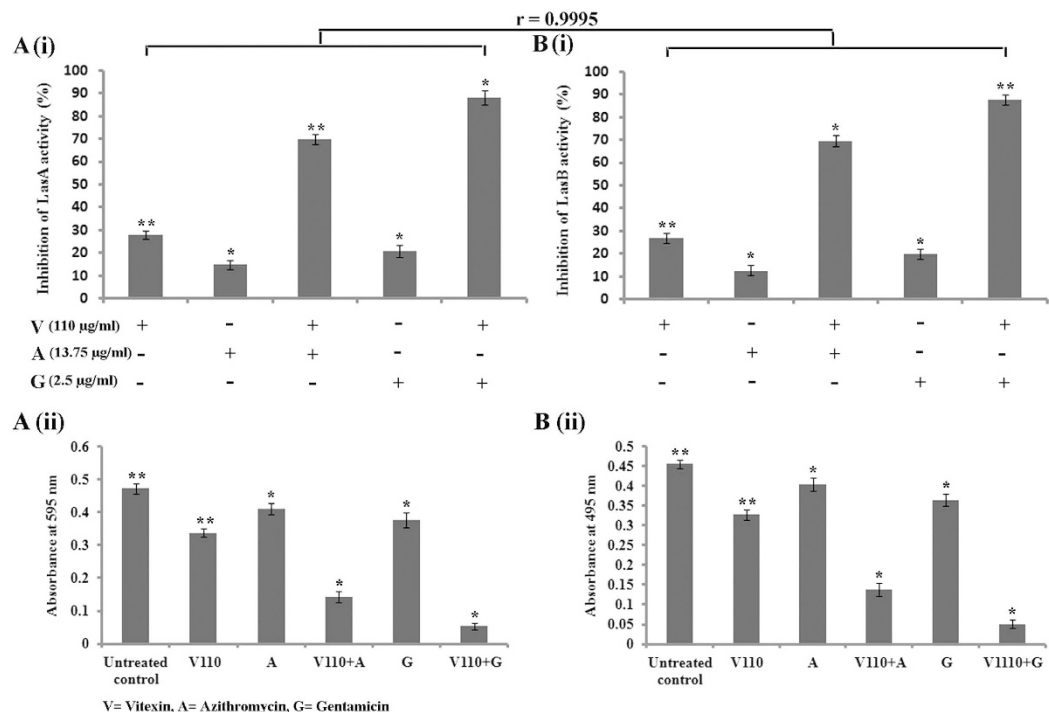 r = 0.9995
A (i)
Inhibition of LasA activity (%)
100
90
80
70
60
50
40
30
20
10
0
** * ** * *
V (110 µg/ml) + - + - +
A (13.75 µg/ml) - + + - -
G (2.5 µg/ml) - - - + +
B (i)
Inhibition of LasB activity (%)
100
90
80
70
60
50
40
30
20
10
0
** * * * **
+ - + - +
- + + - -
- - - + +
A (ii)
Absorbance at 595 nm
0.6
0.5
0.4
0.3
0.2
0.1
0
** ** * * * *
Untreated control V110 A V110+A G V110+G
B (ii)
Absorbance at 495 nm
0.5
0.45
0.4
0.35
0.3
0.25
0.2
0.15
0.1
0.05
0
** ** * * * *
Untreated control V110 A V110+A G V1110+G
V= Vitexin, A= Azithromycin, G= Gentamicin